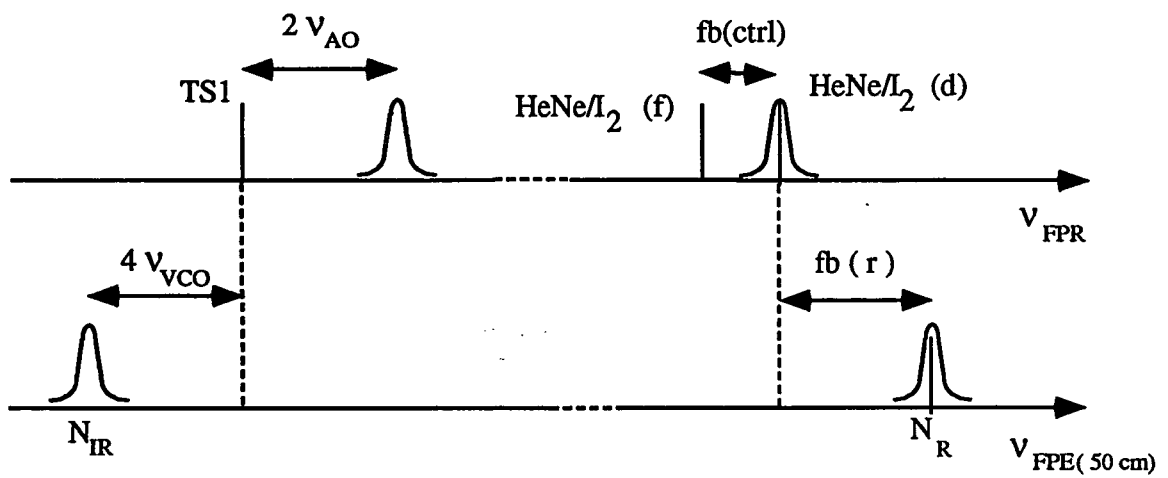 2 ν_AO
fb(ctrl)
TS1
HeNe/I_2 (f)
HeNe/I_2 (d)
ν_FPR
4 ν_VCO
fb ( r )
N_IR
N_R
ν_FPE( 50 cm)